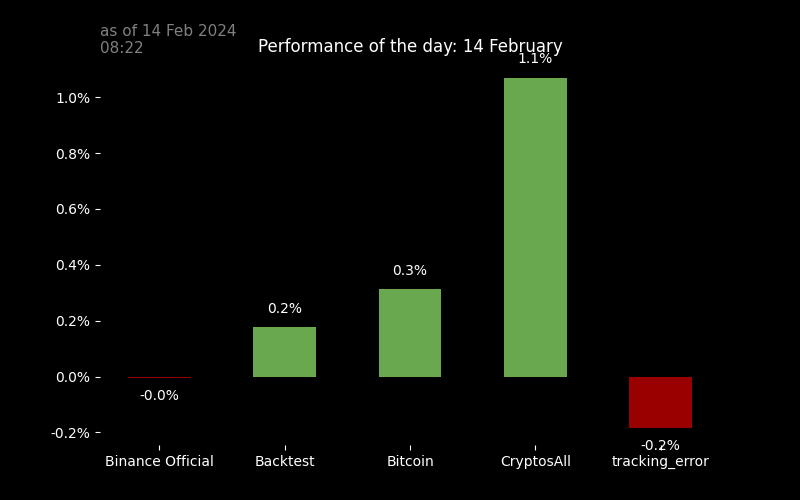 as of 14 Feb 2024
08:22
Performance of the day: 14 February
1.1%
1.0%
0.8%
0.6%
0.4%
0.3%
0.2%
0.2%
0.0%
-0.0%
-0.2%
-0.2%
Binance Official
Backtest
Bitcoin
CryptosAll
tracking_error